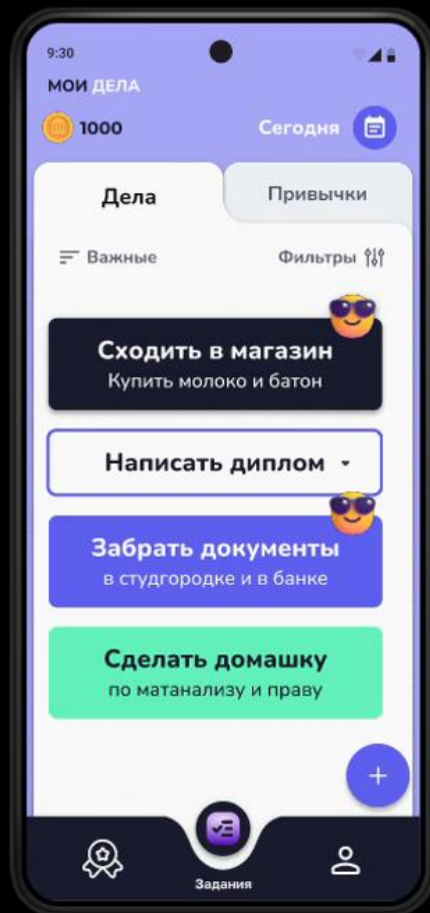 9:30
МОИ ДЕЛА
1000
Сегодня
Дела
Привычки
Важные
Фильтры
Сходить в магазин
Купить молоко и батон
Написать диплом
Забрать документы
в студгородке и в банке
Сделать домашку
по матанализу и праву
+
Задания